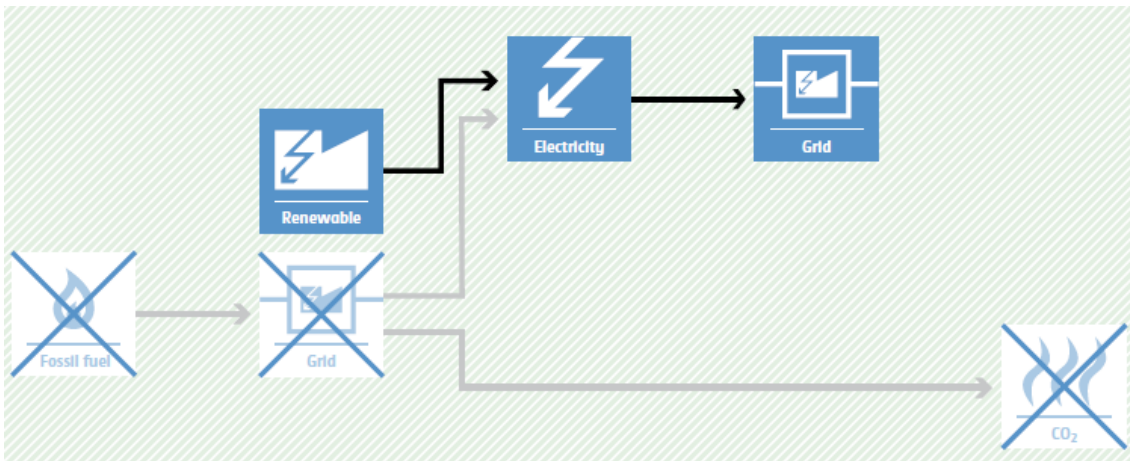 Electricity
Grid
Renewable
Fossil fuel
Grid
CO₂